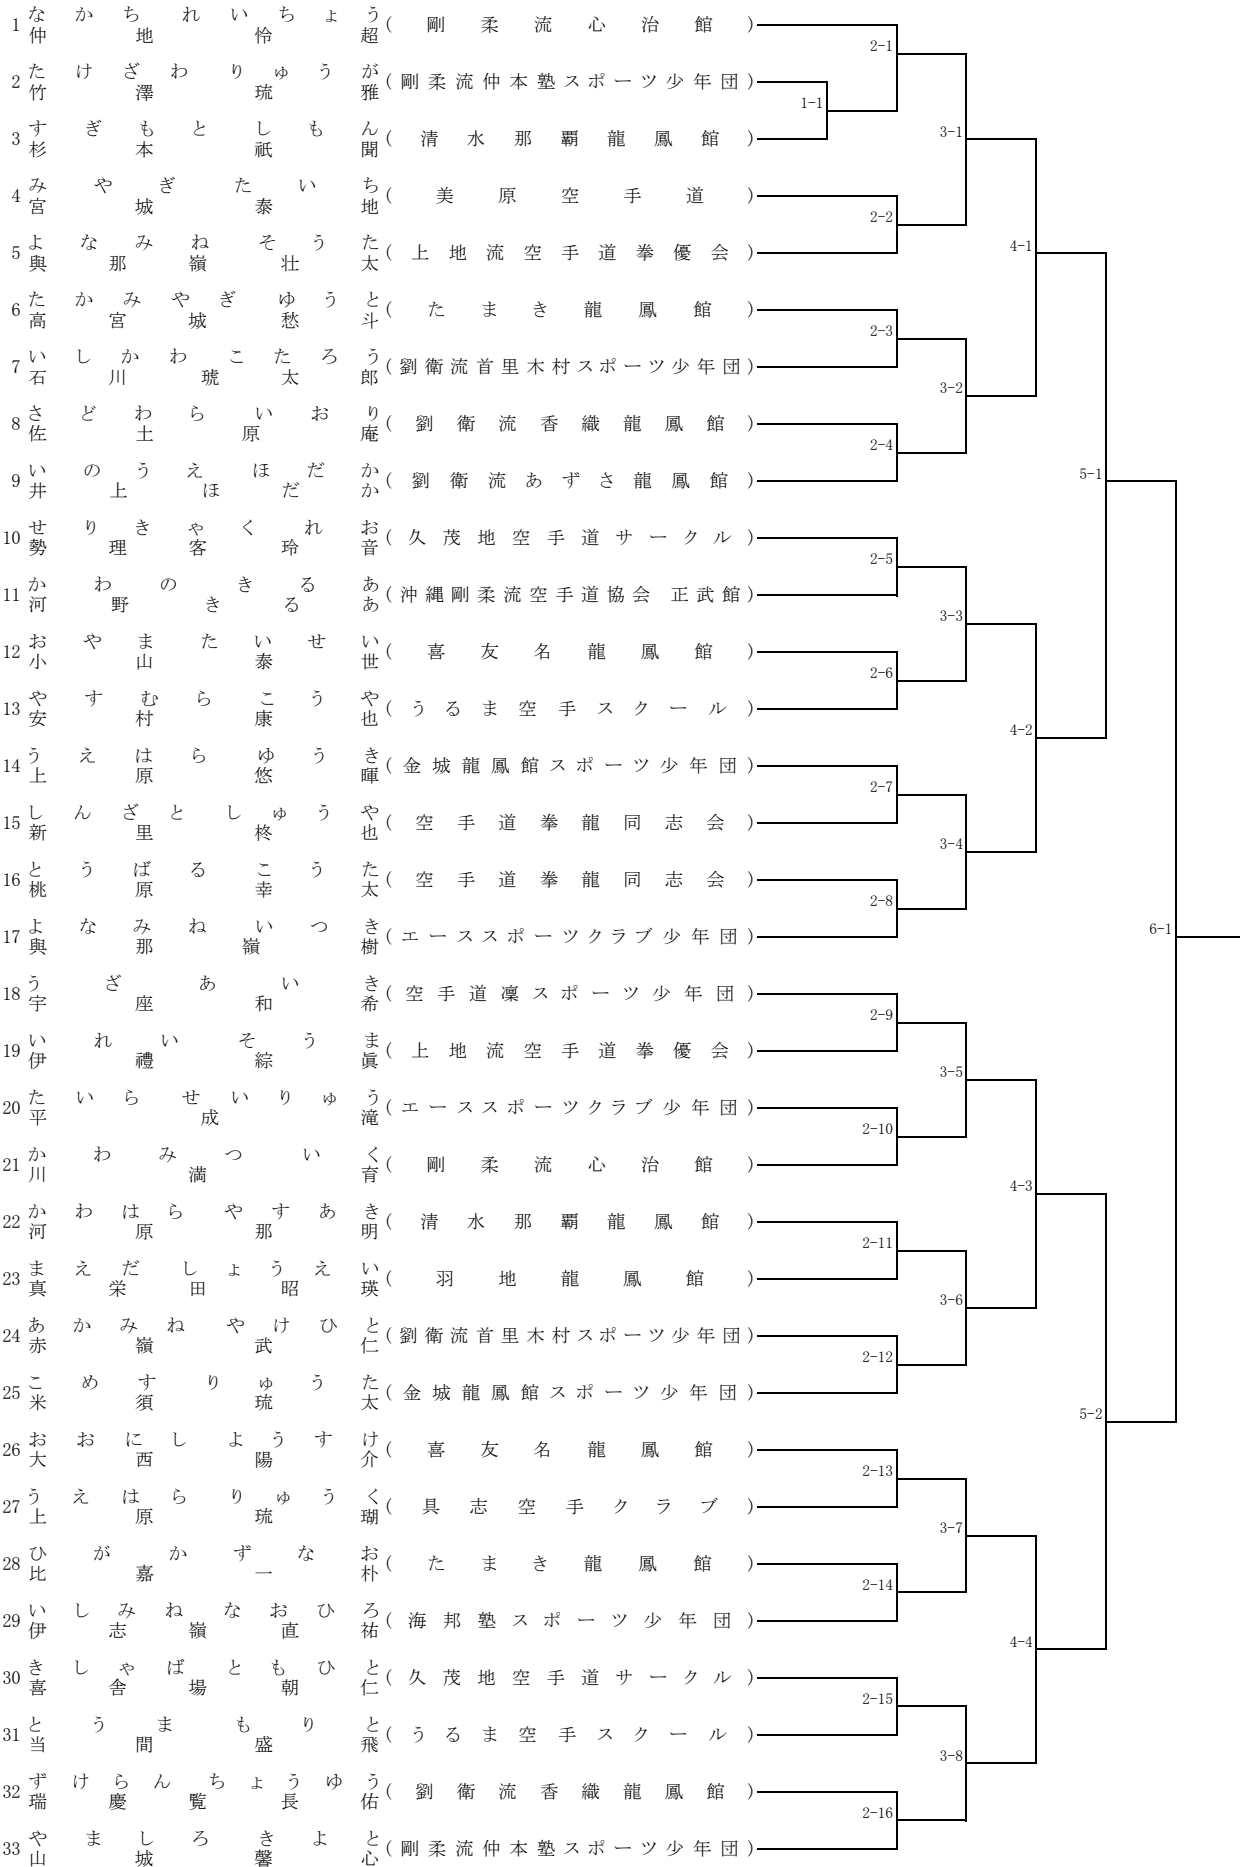 なかちれいちょう
1 仲地怜超(剛柔流心治館)
2-1
たけざわりゅうが
2 竹澤琉雅(剛柔流仲本塾スポーツ少年団)
1-1
すぎもとしもん
3 杉本祇聞(清水那覇龍鳳館)
3-1
みやぎたいち
4 宮城泰地(美原空手道)
2-2
よなみねそうた
5 與那嶺壮太(上地流空手道拳優会)
4-1
たかみやぎゆうと
6 高宮城愁斗(たまき龍鳳館)
2-3
いしかわこたろう
7 石川琥太郎(劉衛流首里木村スポーツ少年団)
3-2
さどわらいおり
8 佐土原庵(劉衛流香織龍鳳館)
2-4
いのうえほだか
9 井上ほだか(劉衛流あずさ龍鳳館)
5-1
せりきゃくれお
10 勢理客玲音(久茂地空手道サークル)
2-5
かわのきるあ
11 河野きるあ(沖縄剛柔流空手道協会 正武館)
3-3
おやまたいせい
12 小山泰世(喜友名龍鳳館)
2-6
やすむらこうや
13 安村康也(うるま空手スクール)
4-2
うえはらゆうき
14 上原悠暉(金城龍鳳館スポーツ少年団)
2-7
しんざとしゅうや
15 新里柊也(空手道拳龍同志会)
3-4
とうばるこうた
16 桃原幸太(空手道拳龍同志会)
2-8
よなみねいつき
17 與那嶺樹(エーススポーツクラブ少年団)
6-1
うざあいき
18 宇座和希(空手道凜スポーツ少年団)
2-9
いれいそうま
19 伊禮綜眞(上地流空手道拳優会)
3-5
たいらせいりゅう
20 平成滝(エーススポーツクラブ少年団)
2-10
かわみついく
21 川満育(剛柔流心治館)
4-3
かわはらやすあき
22 河原那明(清水那覇龍鳳館)
2-11
まえだしょうえい
23 真栄田昭瑛(羽地龍鳳館)
3-6
あかみねやけひと
24 赤嶺武仁(劉衛流首里木村スポーツ少年団)
2-12
こめすりゅうた
25 米須琉太(金城龍鳳館スポーツ少年団)
5-2
おおにしようすけ
26 大西陽介(喜友名龍鳳館)
2-13
うえはらりゅうく
27 上原琉瑚(具志空手クラブ)
3-7
ひがかずなお
28 比嘉一朴(たまき龍鳳館)
2-14
いしみねなおひろ
29 伊志嶺直祐(海邦塾スポーツ少年団)
4-4
きしゃばともひと
30 喜舎場朝仁(久茂地空手道サークル)
2-15
とうまもりと
31 当間盛飛(うるま空手スクール)
3-8
ずけらんちょうゆう
32 瑞慶覧長佑(劉衛流香織龍鳳館)
2-16
やましろきよと
33 山城馨心(剛柔流仲本塾スポーツ少年団)